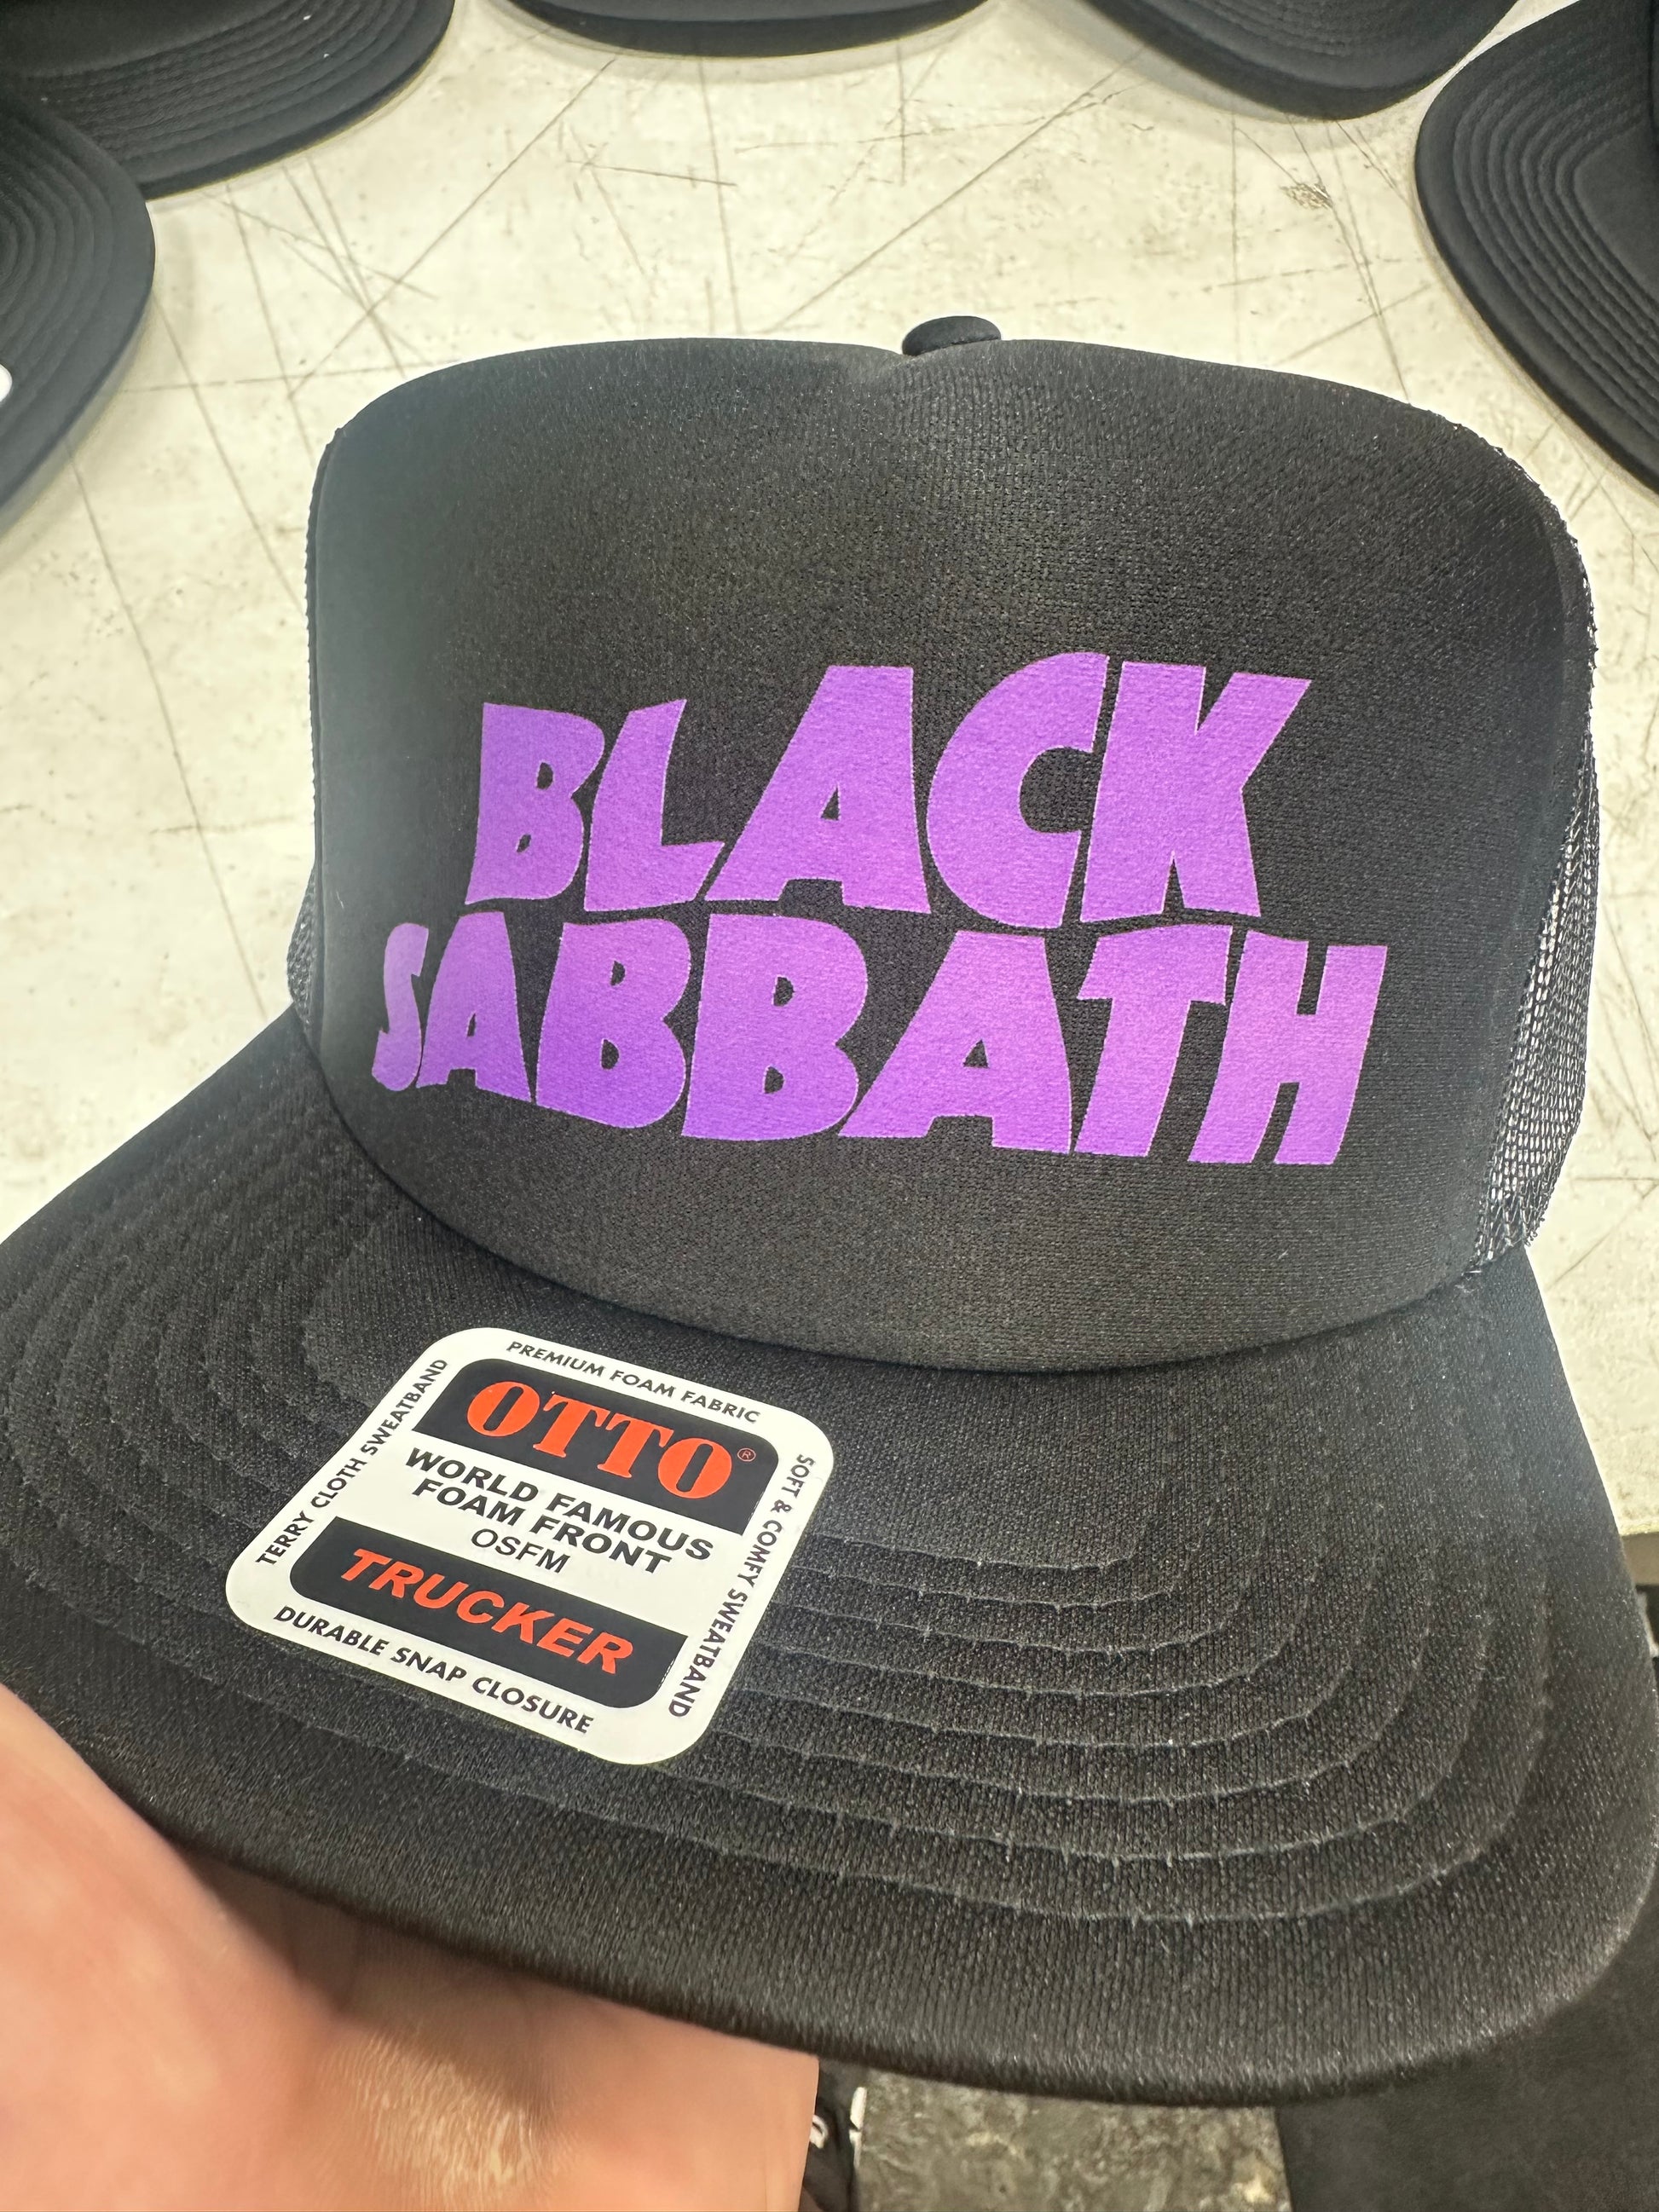 BLACK
SABBATH
PREMIUM FOAM FABRIC
OTTO®
WORLD FAMOUS
FOAM FRONT
OSFM
TRUCKER
DURABLE SNAP CLOSURE
TERRY CLOTH SWEATBAND
SOFT & COMFY SWEATBAND